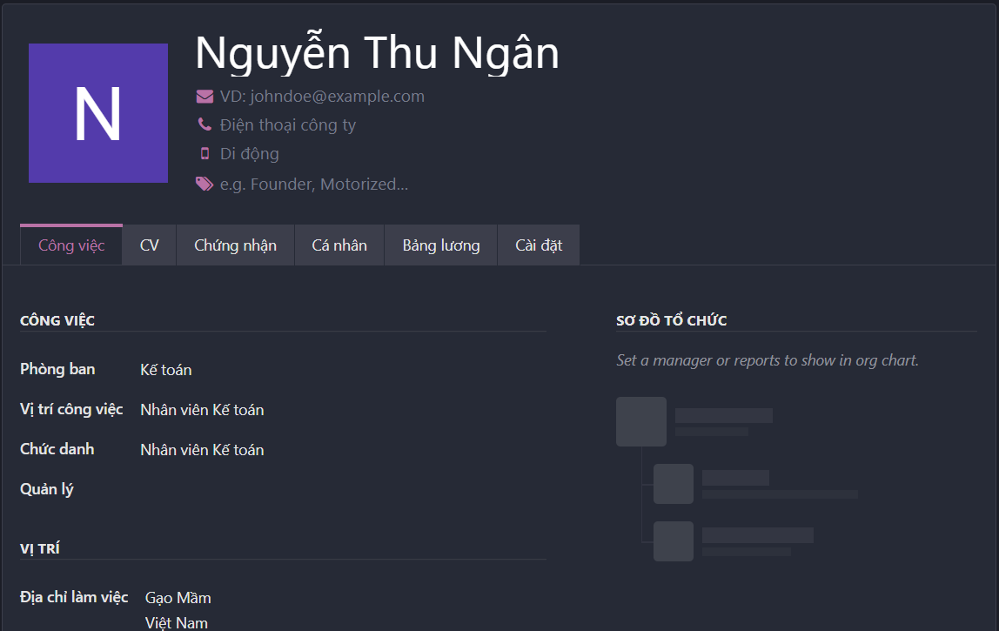 N
Nguyễn Thu Ngân
VD: johndoe@example.com
Điện thoại công ty
Di động
e.g. Founder, Motorized...
Công việc CV Chứng nhận Cá nhân Bảng lương Cài đặt
CÔNG VIỆC
Phòng ban Kế toán
Vị trí công việc Nhân viên Kế toán
Chức danh Nhân viên Kế toán
Quản lý
VỊ TRÍ
Địa chỉ làm việc Gạo Mầm
Việt Nam
SƠ ĐỒ TỔ CHỨC
Set a manager or reports to show in org chart.